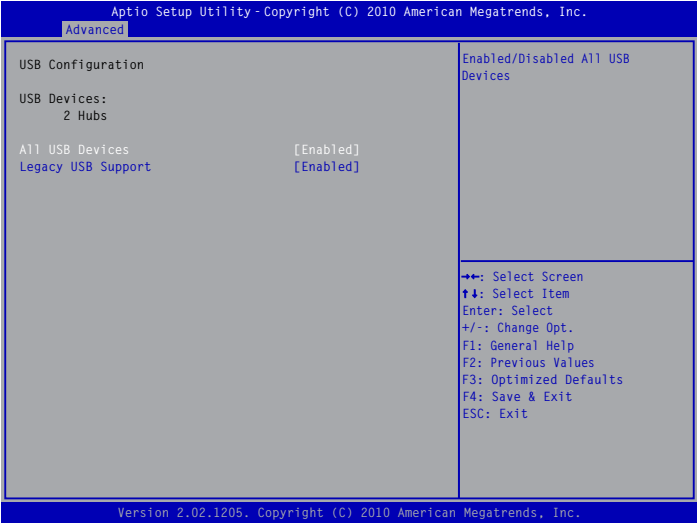 Aptio Setup Utility - Copyright (C) 2010 American Megatrends, Inc.
Advanced
USB Configuration
USB Devices:
2 Hubs
All USB Devices [Enabled]
Legacy USB Support [Enabled]
Enabled/Disabled All USB
Devices
→←: Select Screen
↑↓: Select Item
Enter: Select
+/-: Change Opt.
F1: General Help
F2: Previous Values
F3: Optimized Defaults
F4: Save & Exit
ESC: Exit
Version 2.02.1205. Copyright (C) 2010 American Megatrends, Inc.